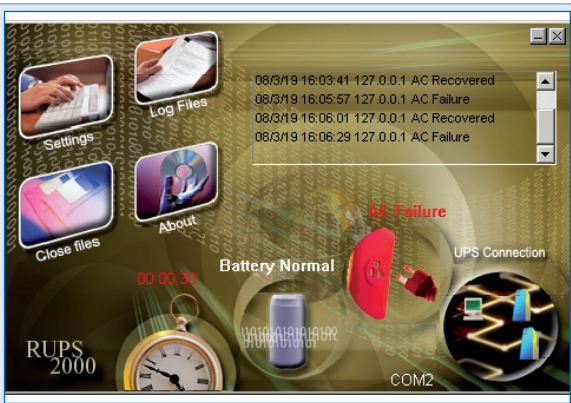 08/3/19 16:03:41 127.0.0.1 AC Recovered
08/3/19 16:05:57 127.0.0.1 AC Failure
08/3/19 16:06:01 127.0.0.1 AC Recovered
08/3/19 16:06:29 127.0.0.1 AC Failure
Log Files
Settings
About
Close files
AC Failure
UPS Connection
Battery Normal
00:00:30
RUPS
2000
COM2